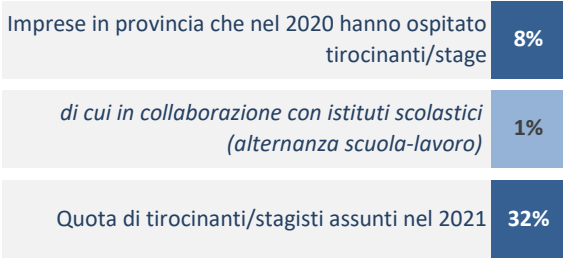 Imprese in provincia che nel 2020 hanno ospitato
tirocinanti/stage
8%
di cui in collaborazione con istituti scolastici
(alternanza scuola-lavoro)
1%
Quota di tirocinanti/stagisti assunti nel 2021
32%